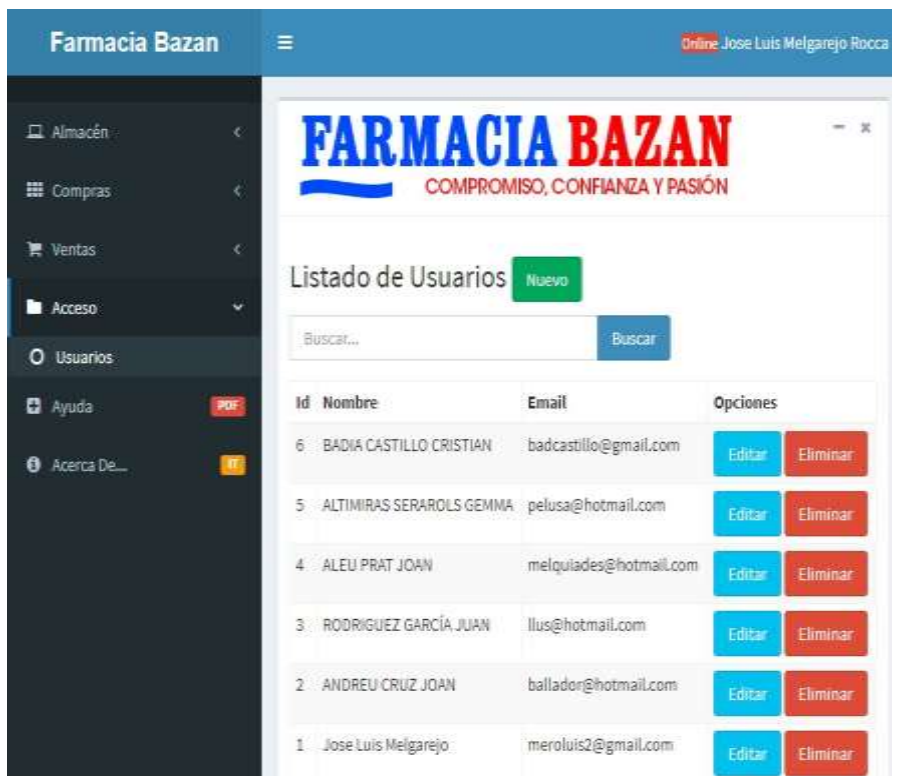 Farmacia Bazan
Online Jose Luis Melgarejo Rocca
Almacén
Compras
Ventas
Acceso
Usuarios
Ayuda PDF
Acerca De.... IT
FARMACIA BAZAN
COMPROMISO, CONFIANZA Y PASIÓN
Listado de Usuarios Nuevo
Buscar... Buscar
Id Nombre Email Opciones
6 BADIA CASTILLO CRISTIAN badcastillo@gmail.com Editar Eliminar
5 ALTIMIRAS SERAROLS GEMMA pelusa@hotmail.com Editar Eliminar
4 ALEU PRAT JOAN melquiades@hotmail.com Editar Eliminar
3 RODRIGUEZ GARCÍA JUAN llus@hotmail.com Editar Eliminar
2 ANDREU CRUZ JOAN ballador@hotmail.com Editar Eliminar
1 Jose Luis Melgarejo meroluis2@gmail.com Editar Eliminar